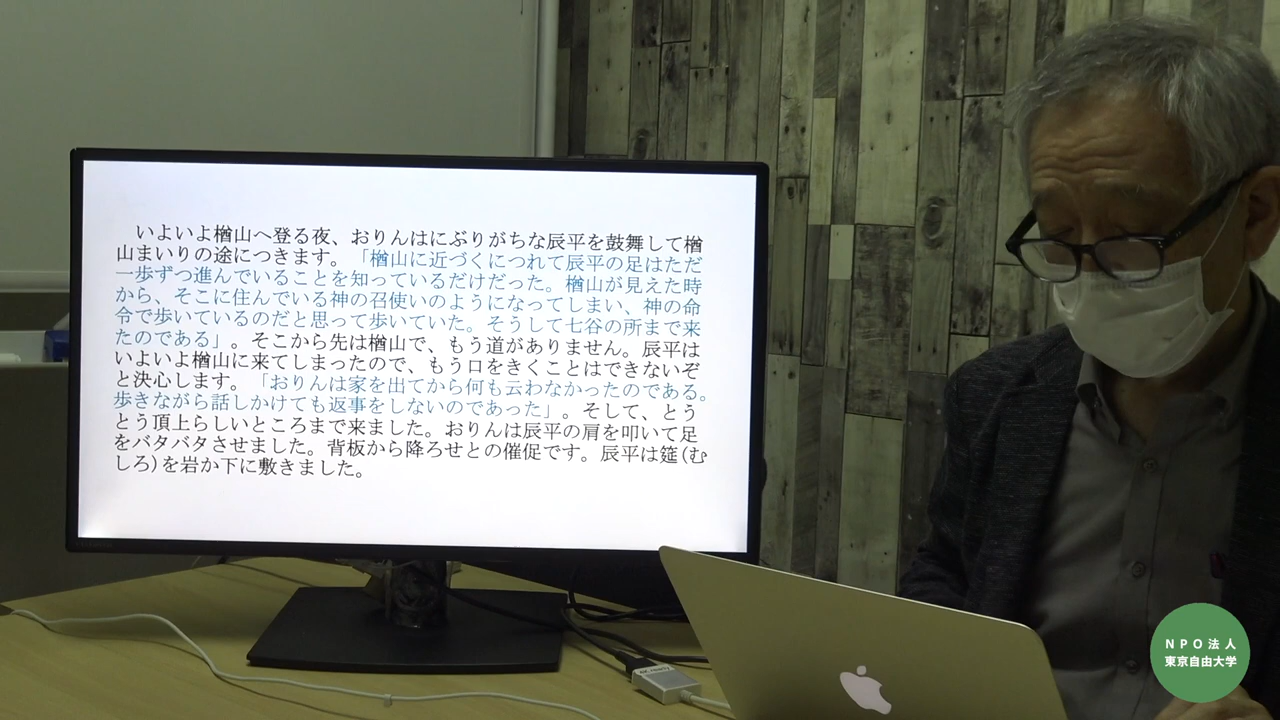 いよいよ楢山へ登る夜、おりんはにぶりがちな辰平を鼓舞して楢
山まいりの途につきます。「楢山に近づくにつれて辰平の足はただ
一歩ずつ進んでいることを知っているだけだった。楢山が見えた時
から、そこに住んでいる神の召使いのようになってしまい、神の命
令で歩いているのだと思って歩いていた。そうして七谷の所まで来
たのである」。そこから先は楢山で、もう道がありません。辰平は
いよいよ楢山に来てしまったので、もう口をきくことはできないぞ
と決心します。「おりんは家を出てから何も云わなかったのである。
歩きながら話しかけても返事をしないのであった」。そして、とう
とう頂上らしいところまで来ました。おりんは辰平の肩を叩いて足
をバタバタさせました。背板から降ろせとの催促です。辰平は筵(む
しろ)を岩か下に敷きました。
NPO法人
東京自由大学